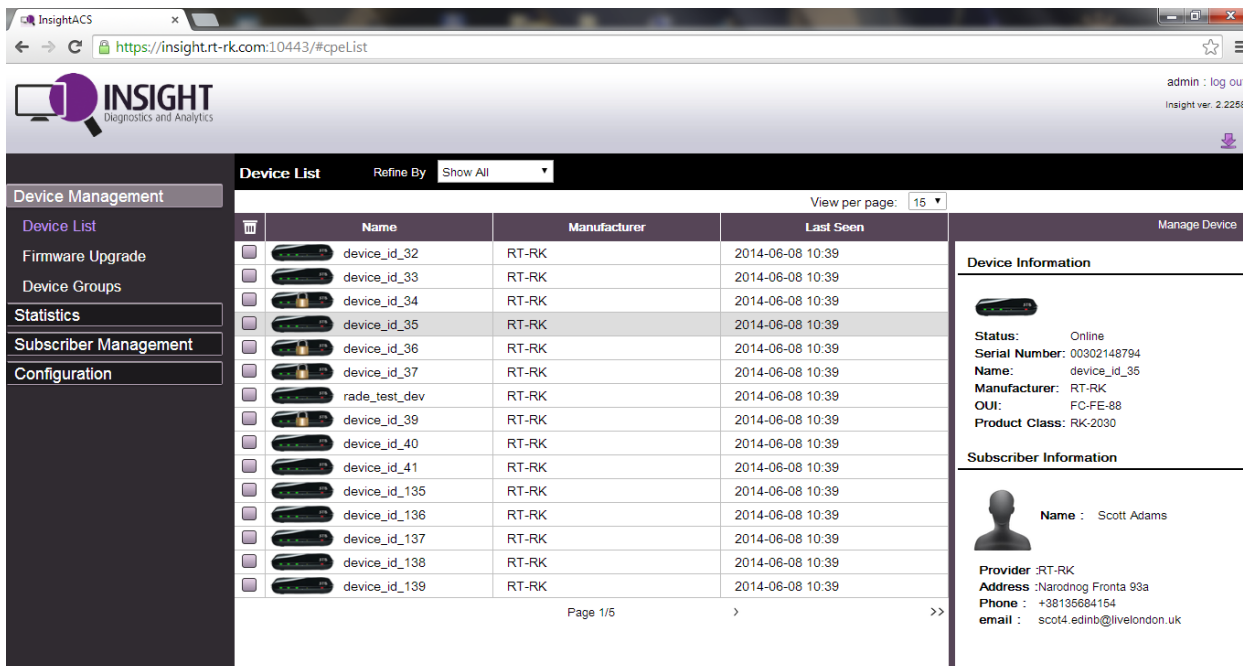 InsightACS
https://insight.rt-rk.com:10443/#cpeList
INSIGHT
Diagnostics and Analytics
admin : log ou
Insight ver. 2.2258
Device Management
Device List
Firmware Upgrade
Device Groups
Statistics
Subscriber Management
Configuration
Device List Refine By Show All
View per page: 15
Name Manufacturer Last Seen
device_id_32 RT-RK 2014-06-08 10:39
device_id_33 RT-RK 2014-06-08 10:39
device_id_34 RT-RK 2014-06-08 10:39
device_id_35 RT-RK 2014-06-08 10:39
device_id_36 RT-RK 2014-06-08 10:39
device_id_37 RT-RK 2014-06-08 10:39
rade_test_dev RT-RK 2014-06-08 10:39
device_id_39 RT-RK 2014-06-08 10:39
device_id_40 RT-RK 2014-06-08 10:39
device_id_41 RT-RK 2014-06-08 10:39
device_id_135 RT-RK 2014-06-08 10:39
device_id_136 RT-RK 2014-06-08 10:39
device_id_137 RT-RK 2014-06-08 10:39
device_id_138 RT-RK 2014-06-08 10:39
device_id_139 RT-RK 2014-06-08 10:39
Page 1/5 > >>
Manage Device
Device Information
Status: Online
Serial Number: 00302148794
Name: device_id_35
Manufacturer: RT-RK
OUI: FC-FE-88
Product Class: RK-2030
Subscriber Information
Name : Scott Adams
Provider :RT-RK
Address :Narodnog Fronta 93a
Phone : +38135684154
email : scot4.edinb@livelondon.uk